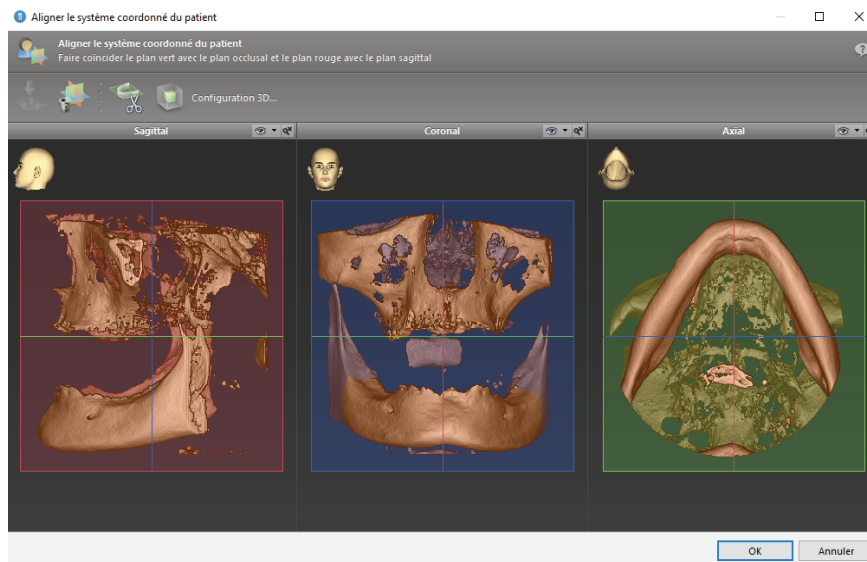 Aligner le système coordonné du patient
Aligner le système coordonné du patient
Faire coïncider le plan vert avec le plan occlusal et le plan rouge avec le plan sagittal
Configuration 3D...
Sagittal
Coronal
Axial
OK
Annuler